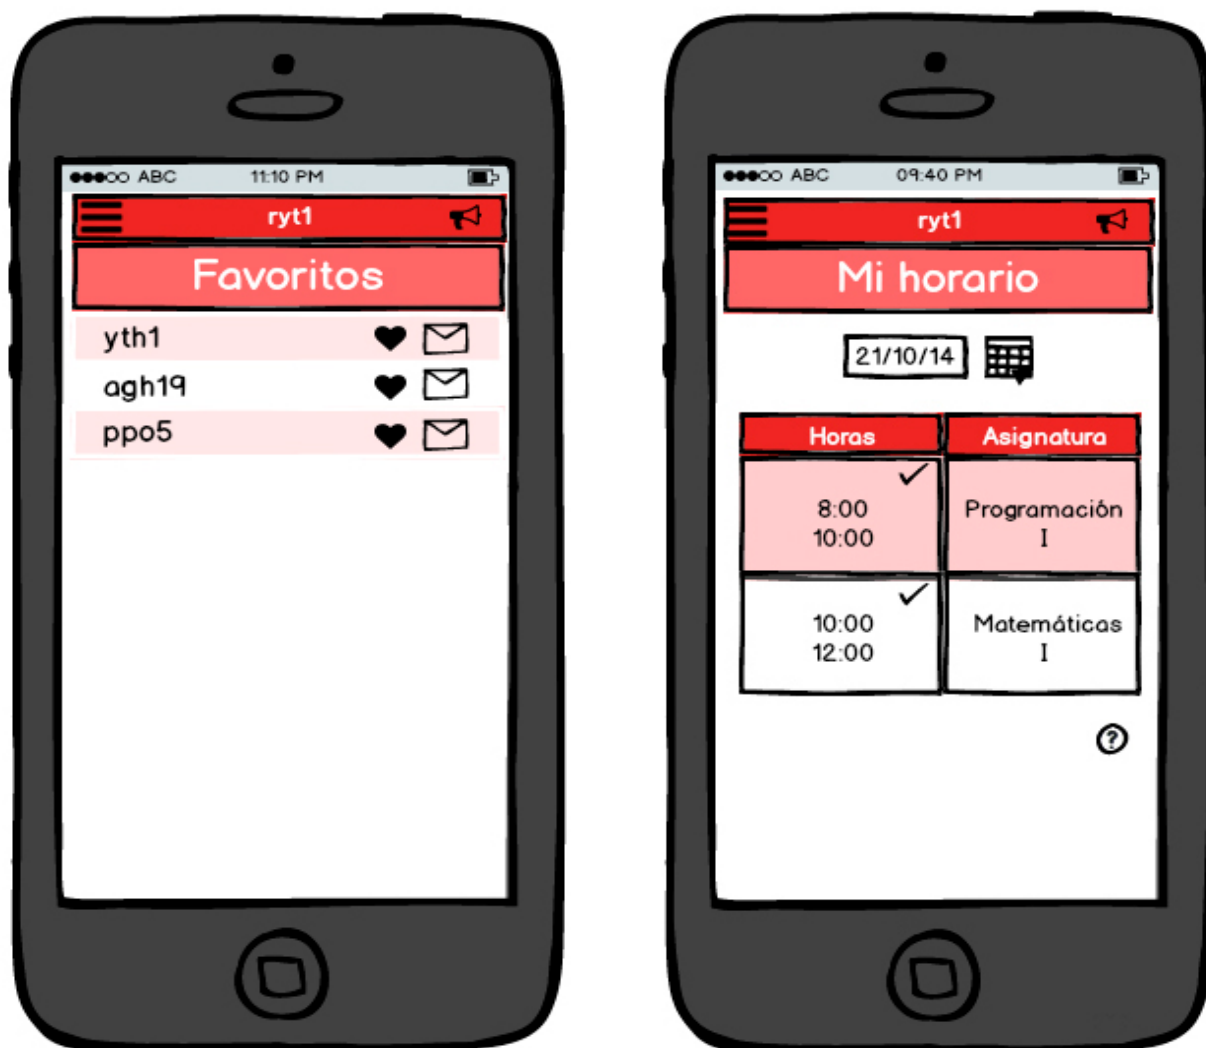 ABC 11:10 PM
ryt1
Favoritos
yth1
agh19
ppo5
ABC 09:40 PM
ryt1
Mi horario
21/10/14
Horas Asignatura
8:00
10:00
Programación
I
10:00
12:00
Matemáticas
I
?